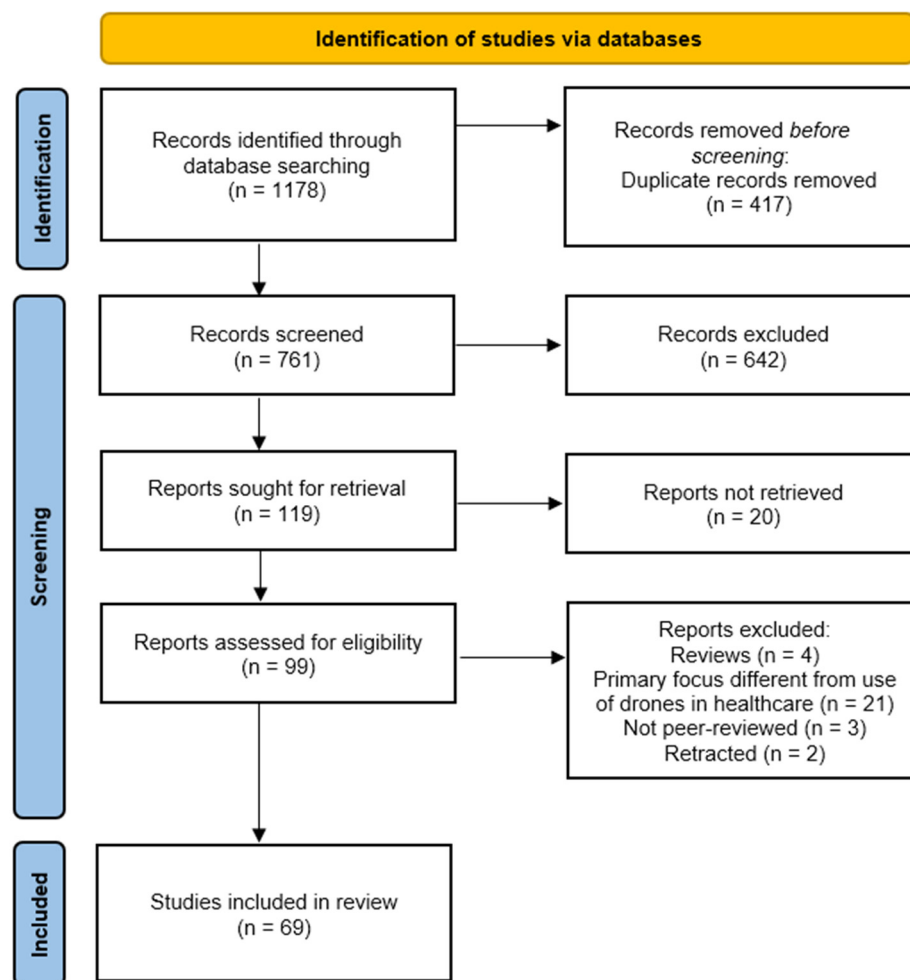 Identification of studies via databases
Identification
Records identified through
database searching
(n = 1178)
Records removed before
screening:
Duplicate records removed
(n = 417)
Screening
Records screened
(n = 761)
Records excluded
(n = 642)
Reports sought for retrieval
(n = 119)
Reports not retrieved
(n = 20)
Reports assessed for eligibility
(n = 99)
Reports excluded:
Reviews (n = 4)
Primary focus different from use
of drones in healthcare (n = 21)
Not peer-reviewed (n = 3)
Retracted (n = 2)
Included
Studies included in review
(n = 69)